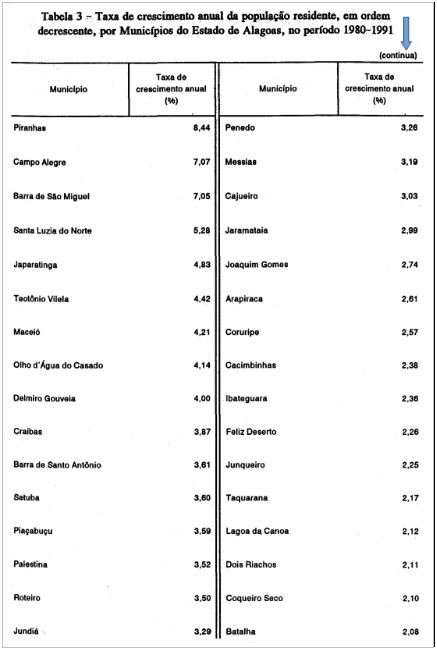 Tabela 3 – Taxa de crescimento anual da população residente, em ordem
decrescente, por Municípios do Estado de Alagoas, no período 1980–1991
(continua)
Município | Taxa de crescimento anual (%) | Município | Taxa de crescimento anual (%)
Piranhas 8,44 Penedo 3,26
Campo Alegre 7,07 Messias 3,19
Barra de São Miguel 7,05 Cajueiro 3,03
Santa Luzia do Norte 5,28 Jaramataia 2,99
Japaratinga 4,83 Joaquim Gomes 2,74
Teotônio Vilela 4,42 Arapiraca 2,61
Maceió 4,21 Coruripe 2,57
Olho d'Água do Casado 4,14 Cacimbinhas 2,38
Delmiro Gouveia 4,00 Ibateguara 2,36
Craíbas 3,87 Feliz Deserto 2,26
Barra de Santo Antônio 3,61 Junqueiro 2,25
Satuba 3,60 Taquarana 2,17
Piaçabuçu 3,59 Lagoa da Canoa 2,12
Palestina 3,52 Dois Riachos 2,11
Roteiro 3,50 Coqueiro Seco 2,10
Jundiá 3,29 Batalha 2,08